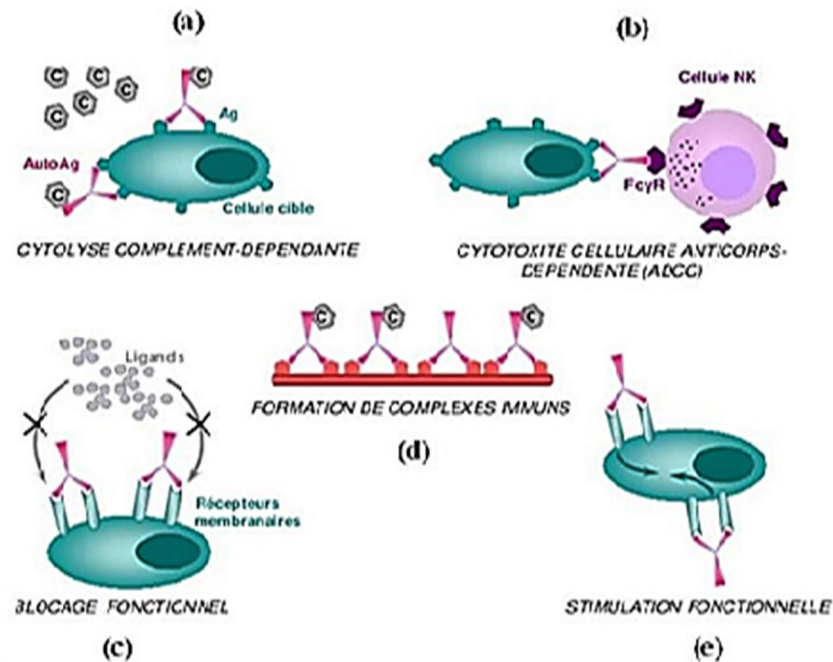 (a)
C C C C C C
Ag
AutoAg
C
Cellule cible
CYTOLYSE COMPLEMENT-DEPENDANTE
(b)
Cellule NK
FcγR
CYTOTOXITE CELLULAIRE ANTICORPS-
DEPENDENTE (ADCC)
Ligands
Récepteurs
membranaires
BLOCAGE FONCTIONNEL
(c)
C C C
FORMATION DE COMPLEXES IMMUNS
(d)
STIMULATION FONCTIONNELLE
(e)